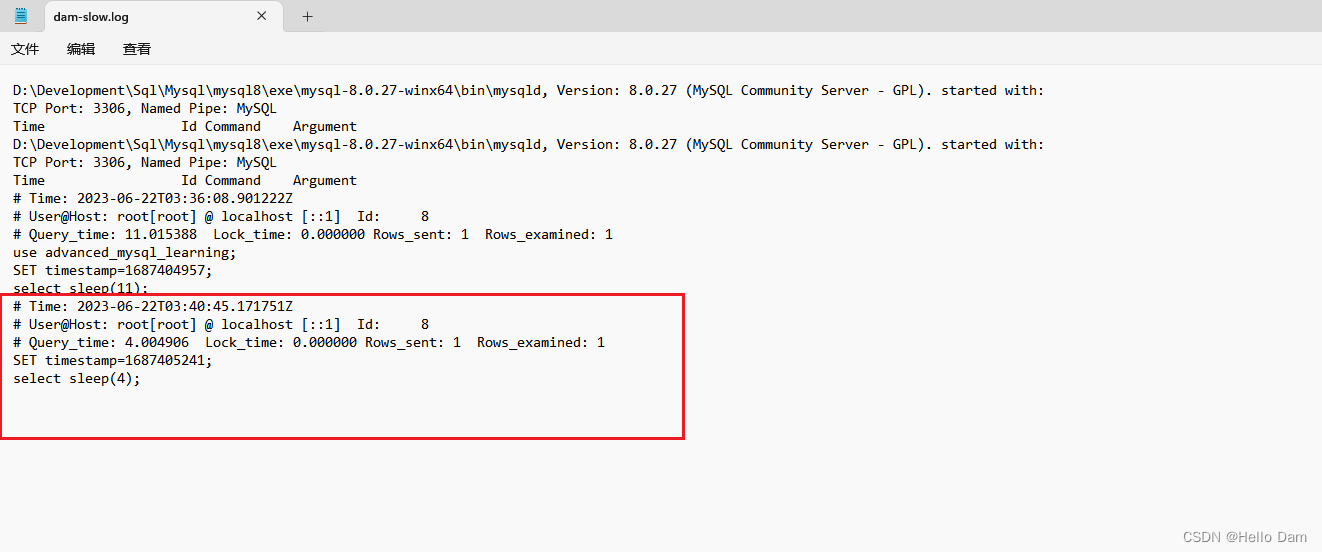 dam-slow.log
文件 编辑 查看
D:\Development\Sql\Mysql\mysql8\exe\mysql-8.0.27-winx64\bin\mysqld, Version: 8.0.27 (MySQL Community Server - GPL). started with:
TCP Port: 3306, Named Pipe: MySQL
Time                 Id Command    Argument
D:\Development\Sql\Mysql\mysql8\exe\mysql-8.0.27-winx64\bin\mysqld, Version: 8.0.27 (MySQL Community Server - GPL). started with:
TCP Port: 3306, Named Pipe: MySQL
Time                 Id Command    Argument
# Time: 2023-06-22T03:36:08.901222Z
# User@Host: root[root] @ localhost [::1]  Id:     8
# Query_time: 11.015388  Lock_time: 0.000000 Rows_sent: 1  Rows_examined: 1
use advanced_mysql_learning;
SET timestamp=1687404957;
select sleep(11);
# Time: 2023-06-22T03:40:45.171751Z
# User@Host: root[root] @ localhost [::1]  Id:     8
# Query_time: 4.004906  Lock_time: 0.000000 Rows_sent: 1  Rows_examined: 1
SET timestamp=1687405241;
select sleep(4);
CSDN @Hello Dam